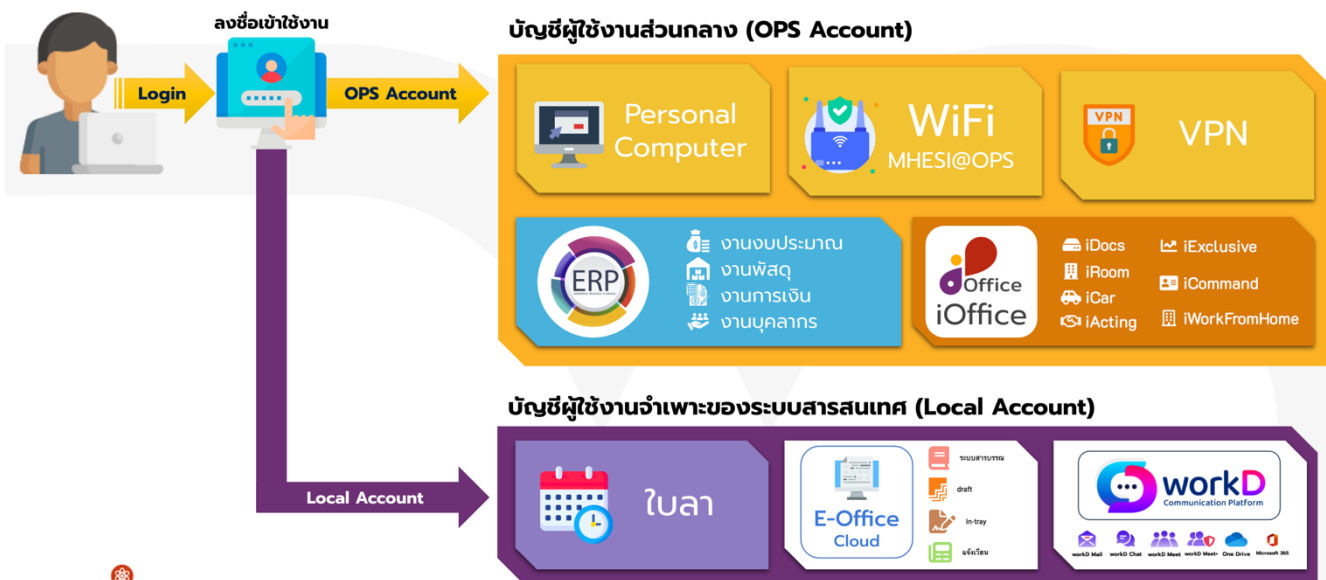 ลงชื่อเข้าใช้งาน
Login
OPS Account
บัญชีผู้ใช้งานส่วนกลาง (OPS Account)
Personal
Computer
WiFi
MHESI@OPS
VPN
VPN
ERP
งานงบประมาณ
งานพัสดุ
งานการเงิน
งานบุคลากร
Office
iOffice
iDocs
iRoom
iCar
iActing
iExclusive
iCommand
iWorkFromHome
บัญชีผู้ใช้งานจำเพาะของระบบสารสนเทศ (Local Account)
Local Account
ใบลา
E-Office
Cloud
ระบบสารบรรณ
draft
In-tray
แจ้งเวียน
workD
Communication Platform
workD Mail
workD Chat
workD Meet
workD Meet+
One Drive
Microsoft 365